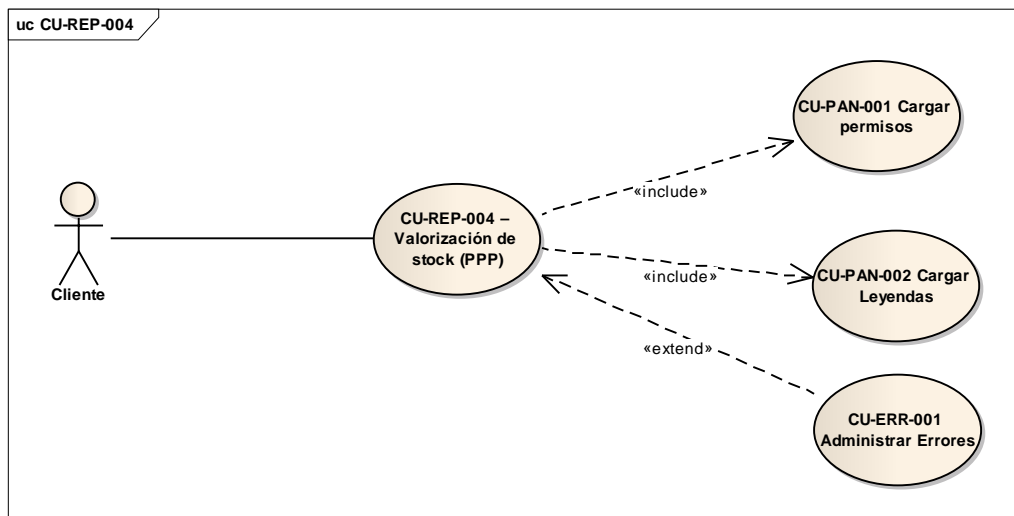 uc CU-REP-004
CU-PAN-001 Cargar
permisos
«include»
CU-REP-004 –
Valorización de
stock (PPP)
Cliente
«include»
CU-PAN-002 Cargar
Leyendas
«extend»
CU-ERR-001
Administrar Errores